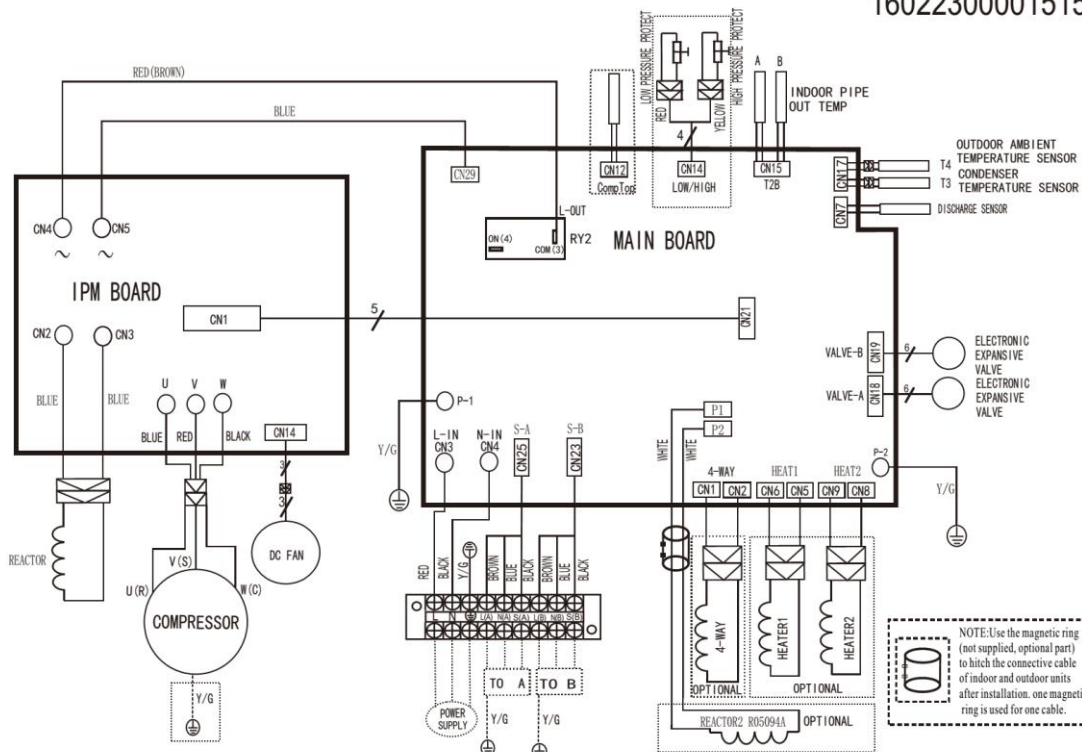 16022300001515
RED(BROWN)
BLUE
LOW PRESSURE PROTECT
HIGH PRESSURE PROTECT
RED
YELLOW
4
A B
INDOOR PIPE
OUT TEMP
CN12
CompTop
CN14
LOW/HIGH
CN15
T2B
CN17
OUTDOOR AMBIENT
T4 TEMPERATURE SENSOR
CONDENSER
T3 TEMPERATURE SENSOR
CN7
DISCHARGE SENSOR
CN29
L-OUT
ON(4)
COM(3)
RY2
MAIN BOARD
CN4
CN5
~ ~
IPM BOARD
CN1
5
CN21
CN2
CN3
BLUE
BLUE
U V W
BLUE
RED
BLACK
CN14
3
3
DC FAN
REACTOR
V(S)
U(R)
W(C)
COMPRESSOR
Y/G
VALVE-B
CN19
6
ELECTRONIC
EXPANSIVE
VALVE
VALVE-A
CN18
6
ELECTRONIC
EXPANSIVE
VALVE
P-1
Y/G
L-IN
CN3
N-IN
CN4
S-A
CN25
S-B
CN23
P1
P2
WHITE
WHITE
4-WAY
HEAT1
HEAT2
CN1
CN2
CN6
CN5
CN9
CN8
P-2
Y/G
RED
BLACK
Y/G
BROWN
BLUE
BLACK
BROWN
BLUE
BLACK
L N L(A) N(A) S(A) L(B) N(B) S(B)
TO A
TO B
POWER
SUPPLY
Y/G
Y/G
4-WAY
OPTIONAL
HEATER1
HEATER2
OPTIONAL
REACTOR2 R05094A
OPTIONAL
NOTE:Use the magnetic ring
(not supplied, optional part)
to hitch the connective cable
of indoor and outdoor units
after installation. one magnetic
ring is used for one cable.